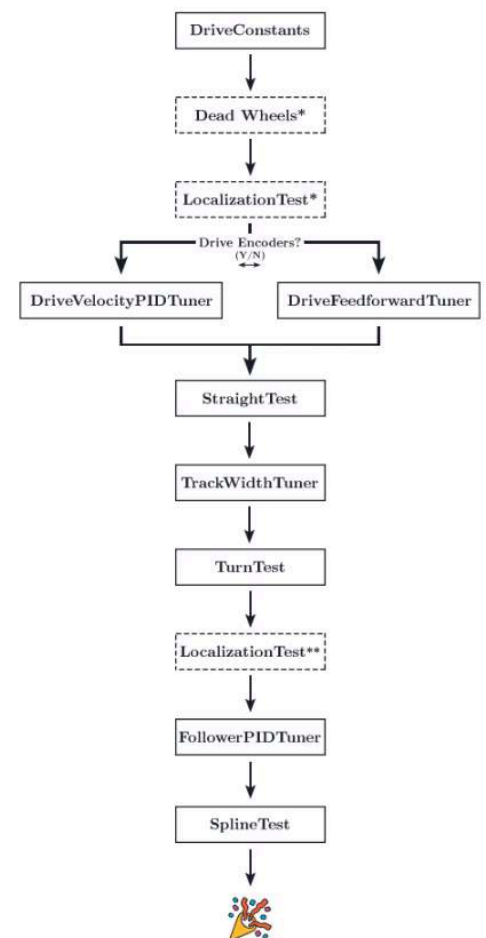 DriveConstants
Dead Wheels*
LocalizationTest*
Drive Encoders?
(Y/N)
DriveVelocityPIDTuner
DriveFeedforwardTuner
StraightTest
TrackWidthTuner
TurnTest
LocalizationTest**
FollowerPIDTuner
SplineTest